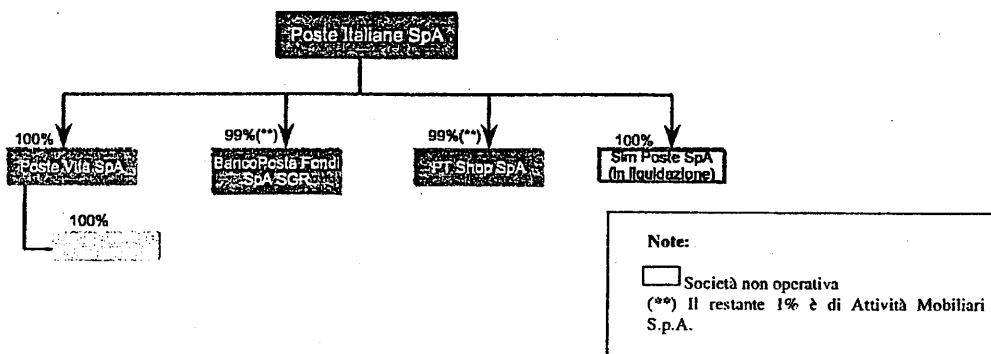 Poste Italiane SpA
100%
99%(**)
99%(**)
100%
Poste Vita SpA
BancoPosta Fondi
SpA SGR
PT Shop SpA
Sim Poste SpA
(in liquidazione)
100%
Note:
Società non operativa
(**) Il restante 1% è di Attività Mobiliari
S.p.A.